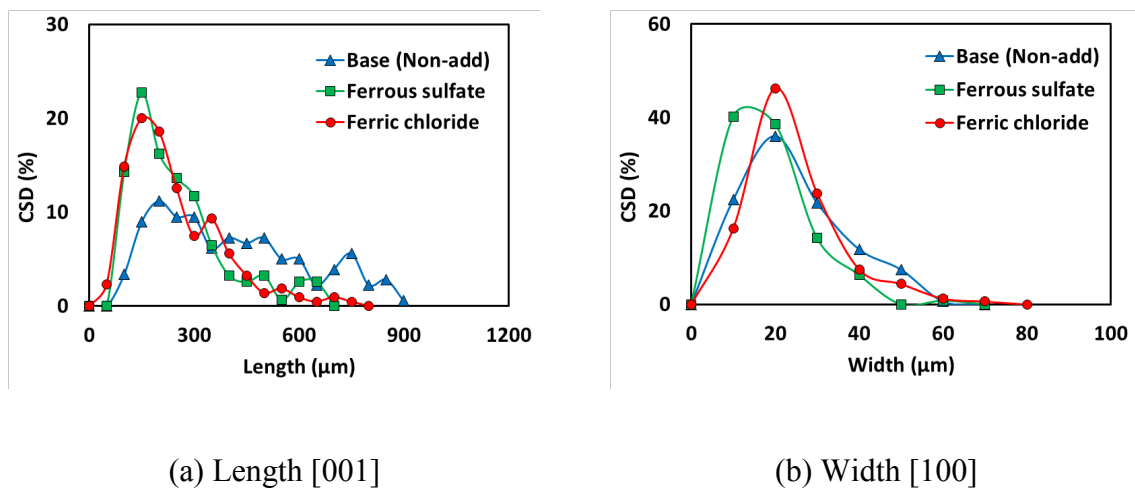 30
20
10
0
CSD (%)
0 300 600 900 1200
Length (µm)
Base (Non-add)
Ferrous sulfate
Ferric chloride
(a) Length [001]
60
40
20
0
CSD (%)
0 20 40 60 80 100
Width (µm)
Base (Non-add)
Ferrous sulfate
Ferric chloride
(b) Width [100]